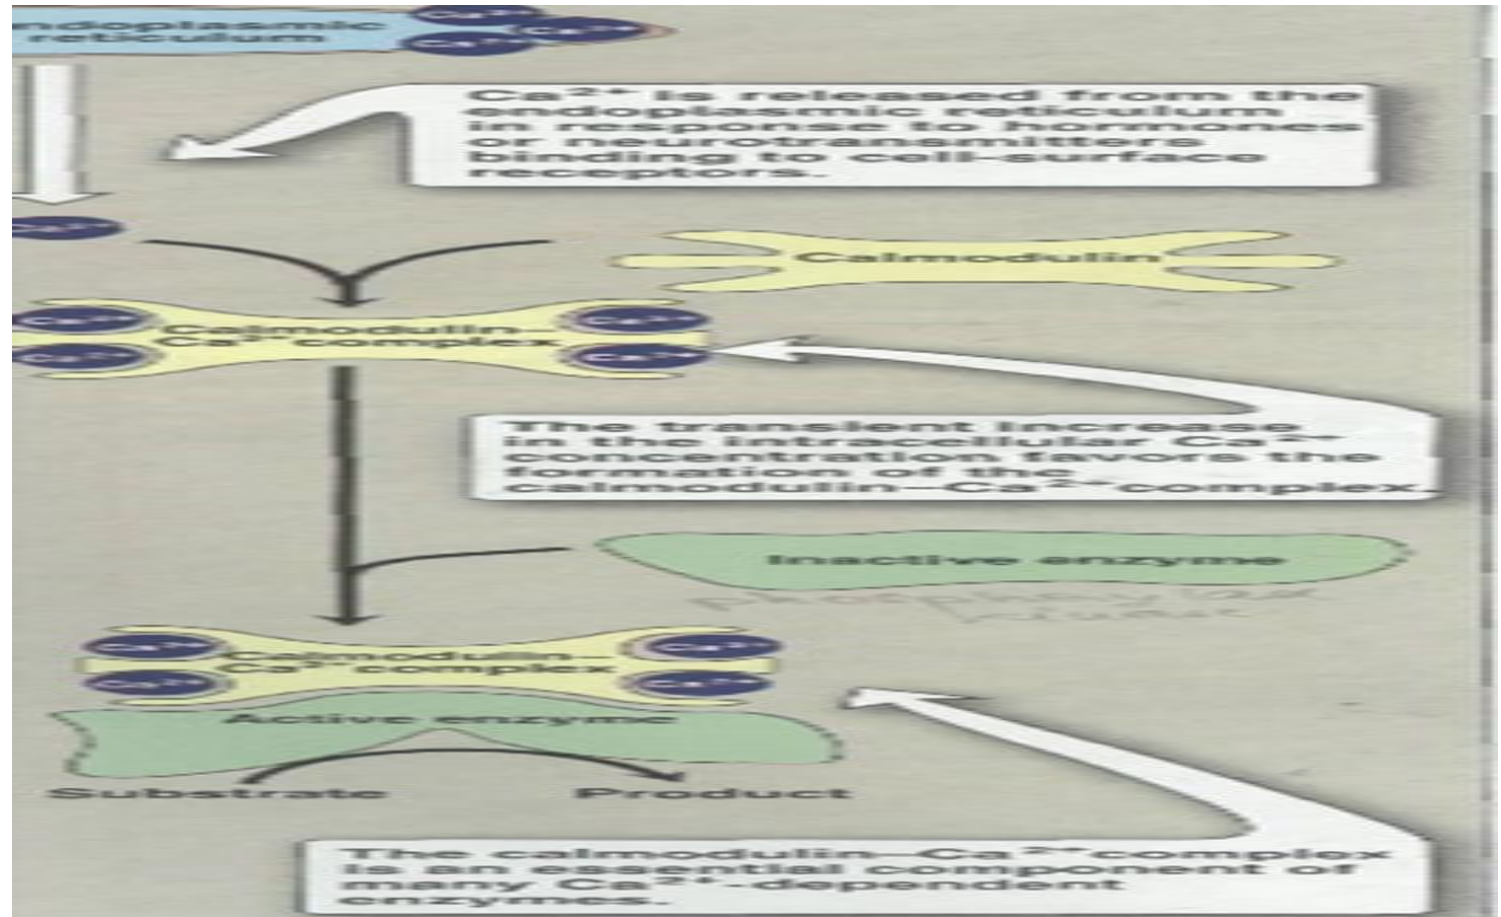 ndoplasmic
reticulum
Ca²⁺ is released from the
endoplasmic reticulum
in response to hormones
or neurotransmitters
binding to cell-surface
receptors.
Calmodulin
Calmodulin–
Ca²⁺complex
The transient increase
in the intracellular Ca²⁺
concentration favors the
formation of the
calmodulin–Ca²⁺complex.
Inactive enzyme
Calmodulin–
Ca²⁺ complex
Active enzyme
Substrate
Product
The calmodulin–Ca²⁺complex
is an essential component of
many Ca²⁺-dependent
enzymes.